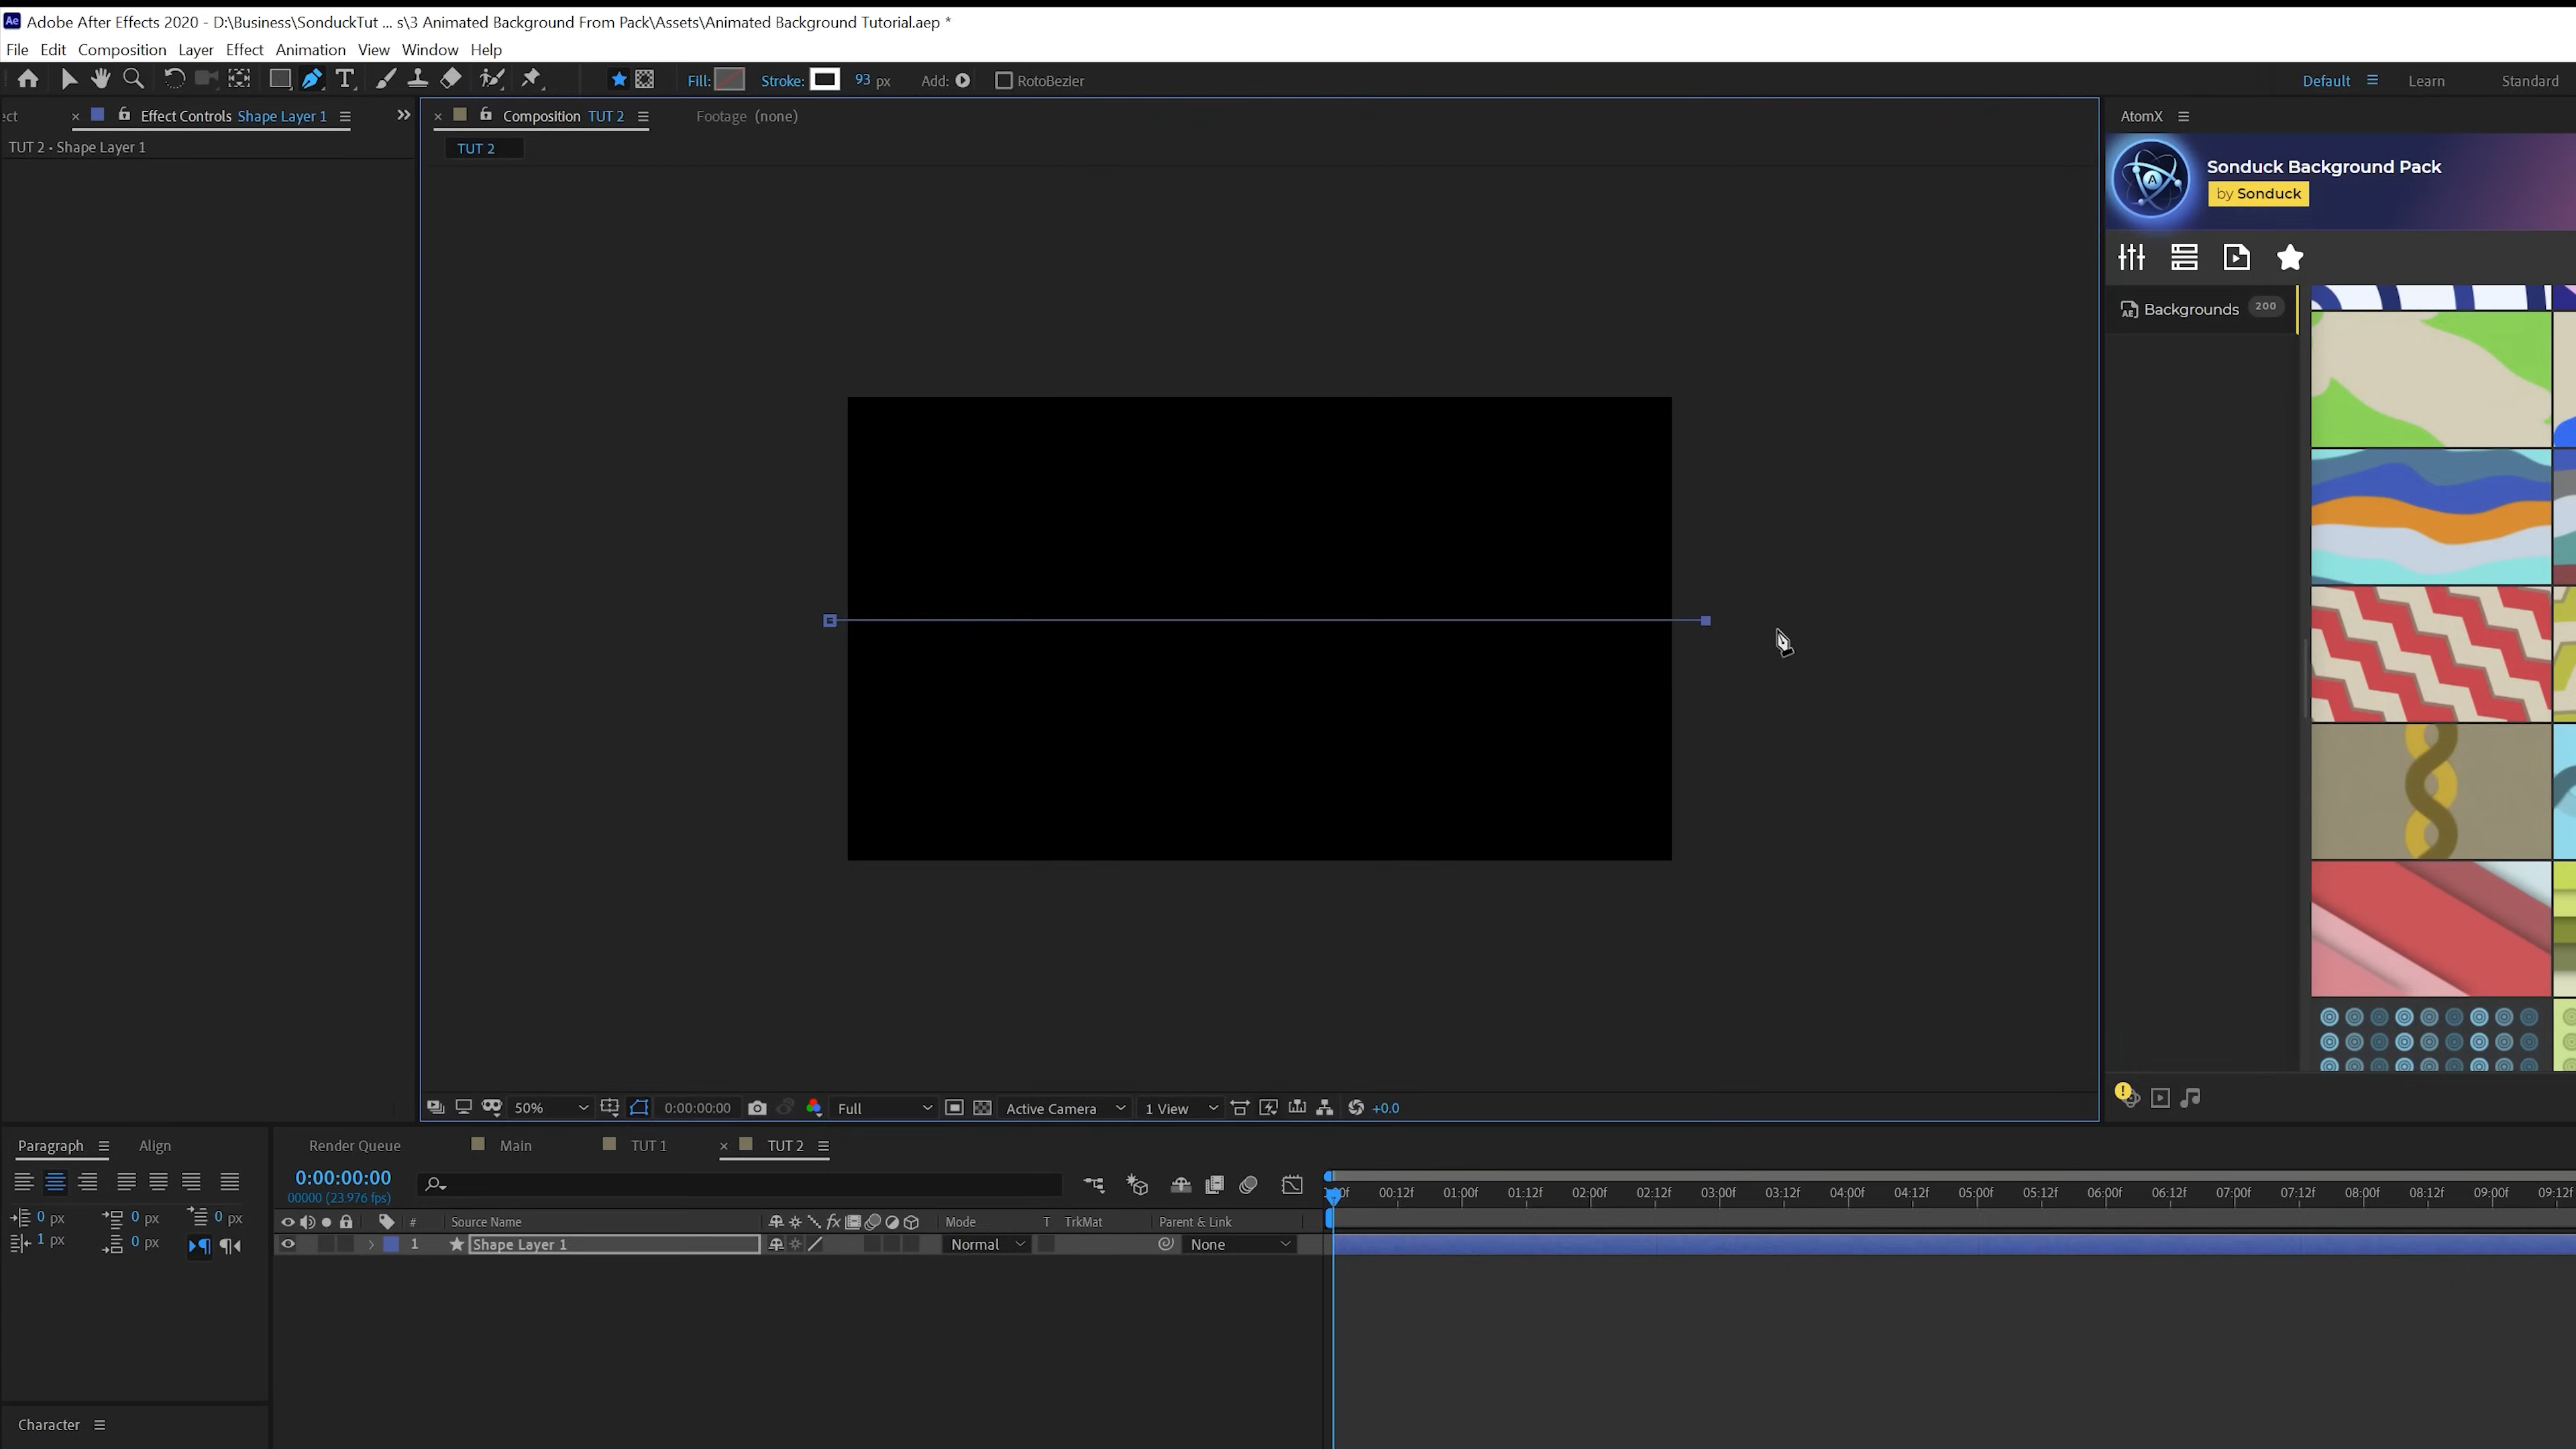 Ae Adobe After Effects 2020 - D:\Business\SonduckTut ... s\3 Animated Background From Pack\Assets\Animated Background Tutorial.aep *
File Edit Composition Layer Effect Animation View Window Help
Fill: Stroke: 93 px Add: RotoBezier Default Learn Standard
ect Effect Controls Shape Layer 1 Composition TUT 2 Footage (none) AtomX
TUT 2 • Shape Layer 1
TUT 2
Sonduck Background Pack
by Sonduck
Backgrounds 200
50% 0:00:00:00 Full Active Camera 1 View +0.0
Paragraph Align Render Queue Main TUT 1 TUT 2
0:00:00:00
00000 (23.976 fps)
00:12f 01:00f 01:12f 02:00f 02:12f 03:00f 03:12f 04:00f 04:12f 05:00f 05:12f 06:00f 06:12f 07:00f 07:12f 08:00f 08:12f 09:00f 09:12
0 px 0 px 0 px
# Source Name Mode T TrkMat Parent & Link
1 px 0 px
1 Shape Layer 1 Normal None
Character